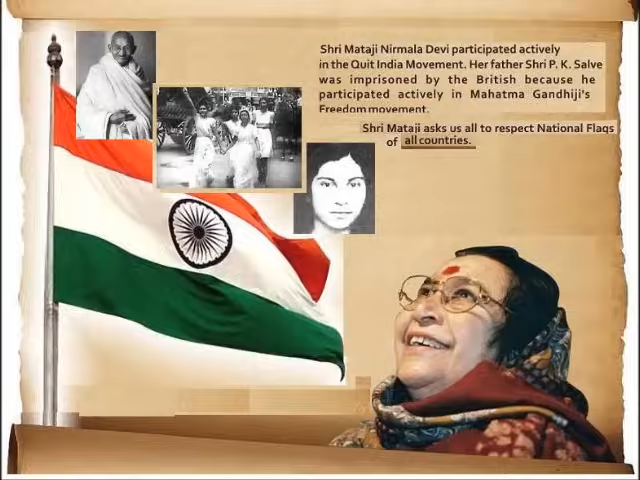 Shri Mataji Nirmala Devi participated actively
in the Quit India Movement. Her father Shri P. K. Salve
was imprisoned by the British because he
participated actively in Mahatma Gandhiji's
Freedom movement.
Shri Mataji asks us all to respect National Flags
of all countries.